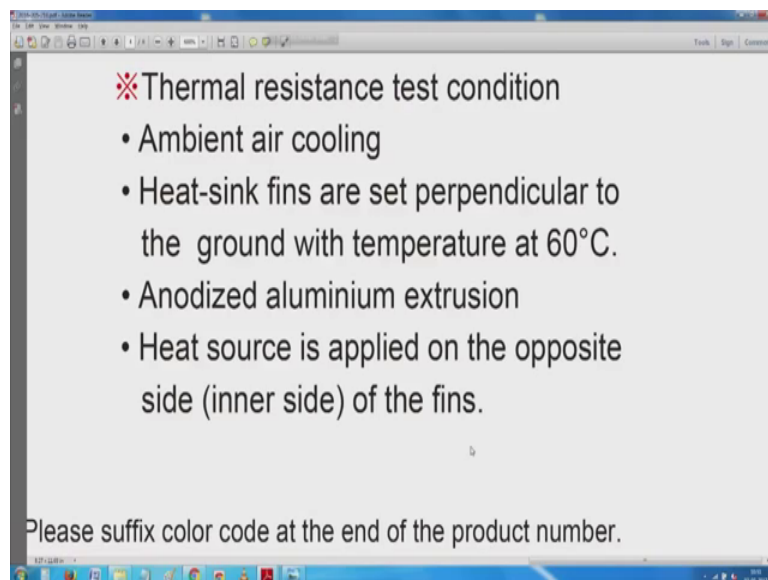 ※Thermal resistance test condition
• Ambient air cooling
• Heat-sink fins are set perpendicular to
the ground with temperature at 60°C.
• Anodized aluminium extrusion
• Heat source is applied on the opposite
side (inner side) of the fins.
Please suffix color code at the end of the product number.